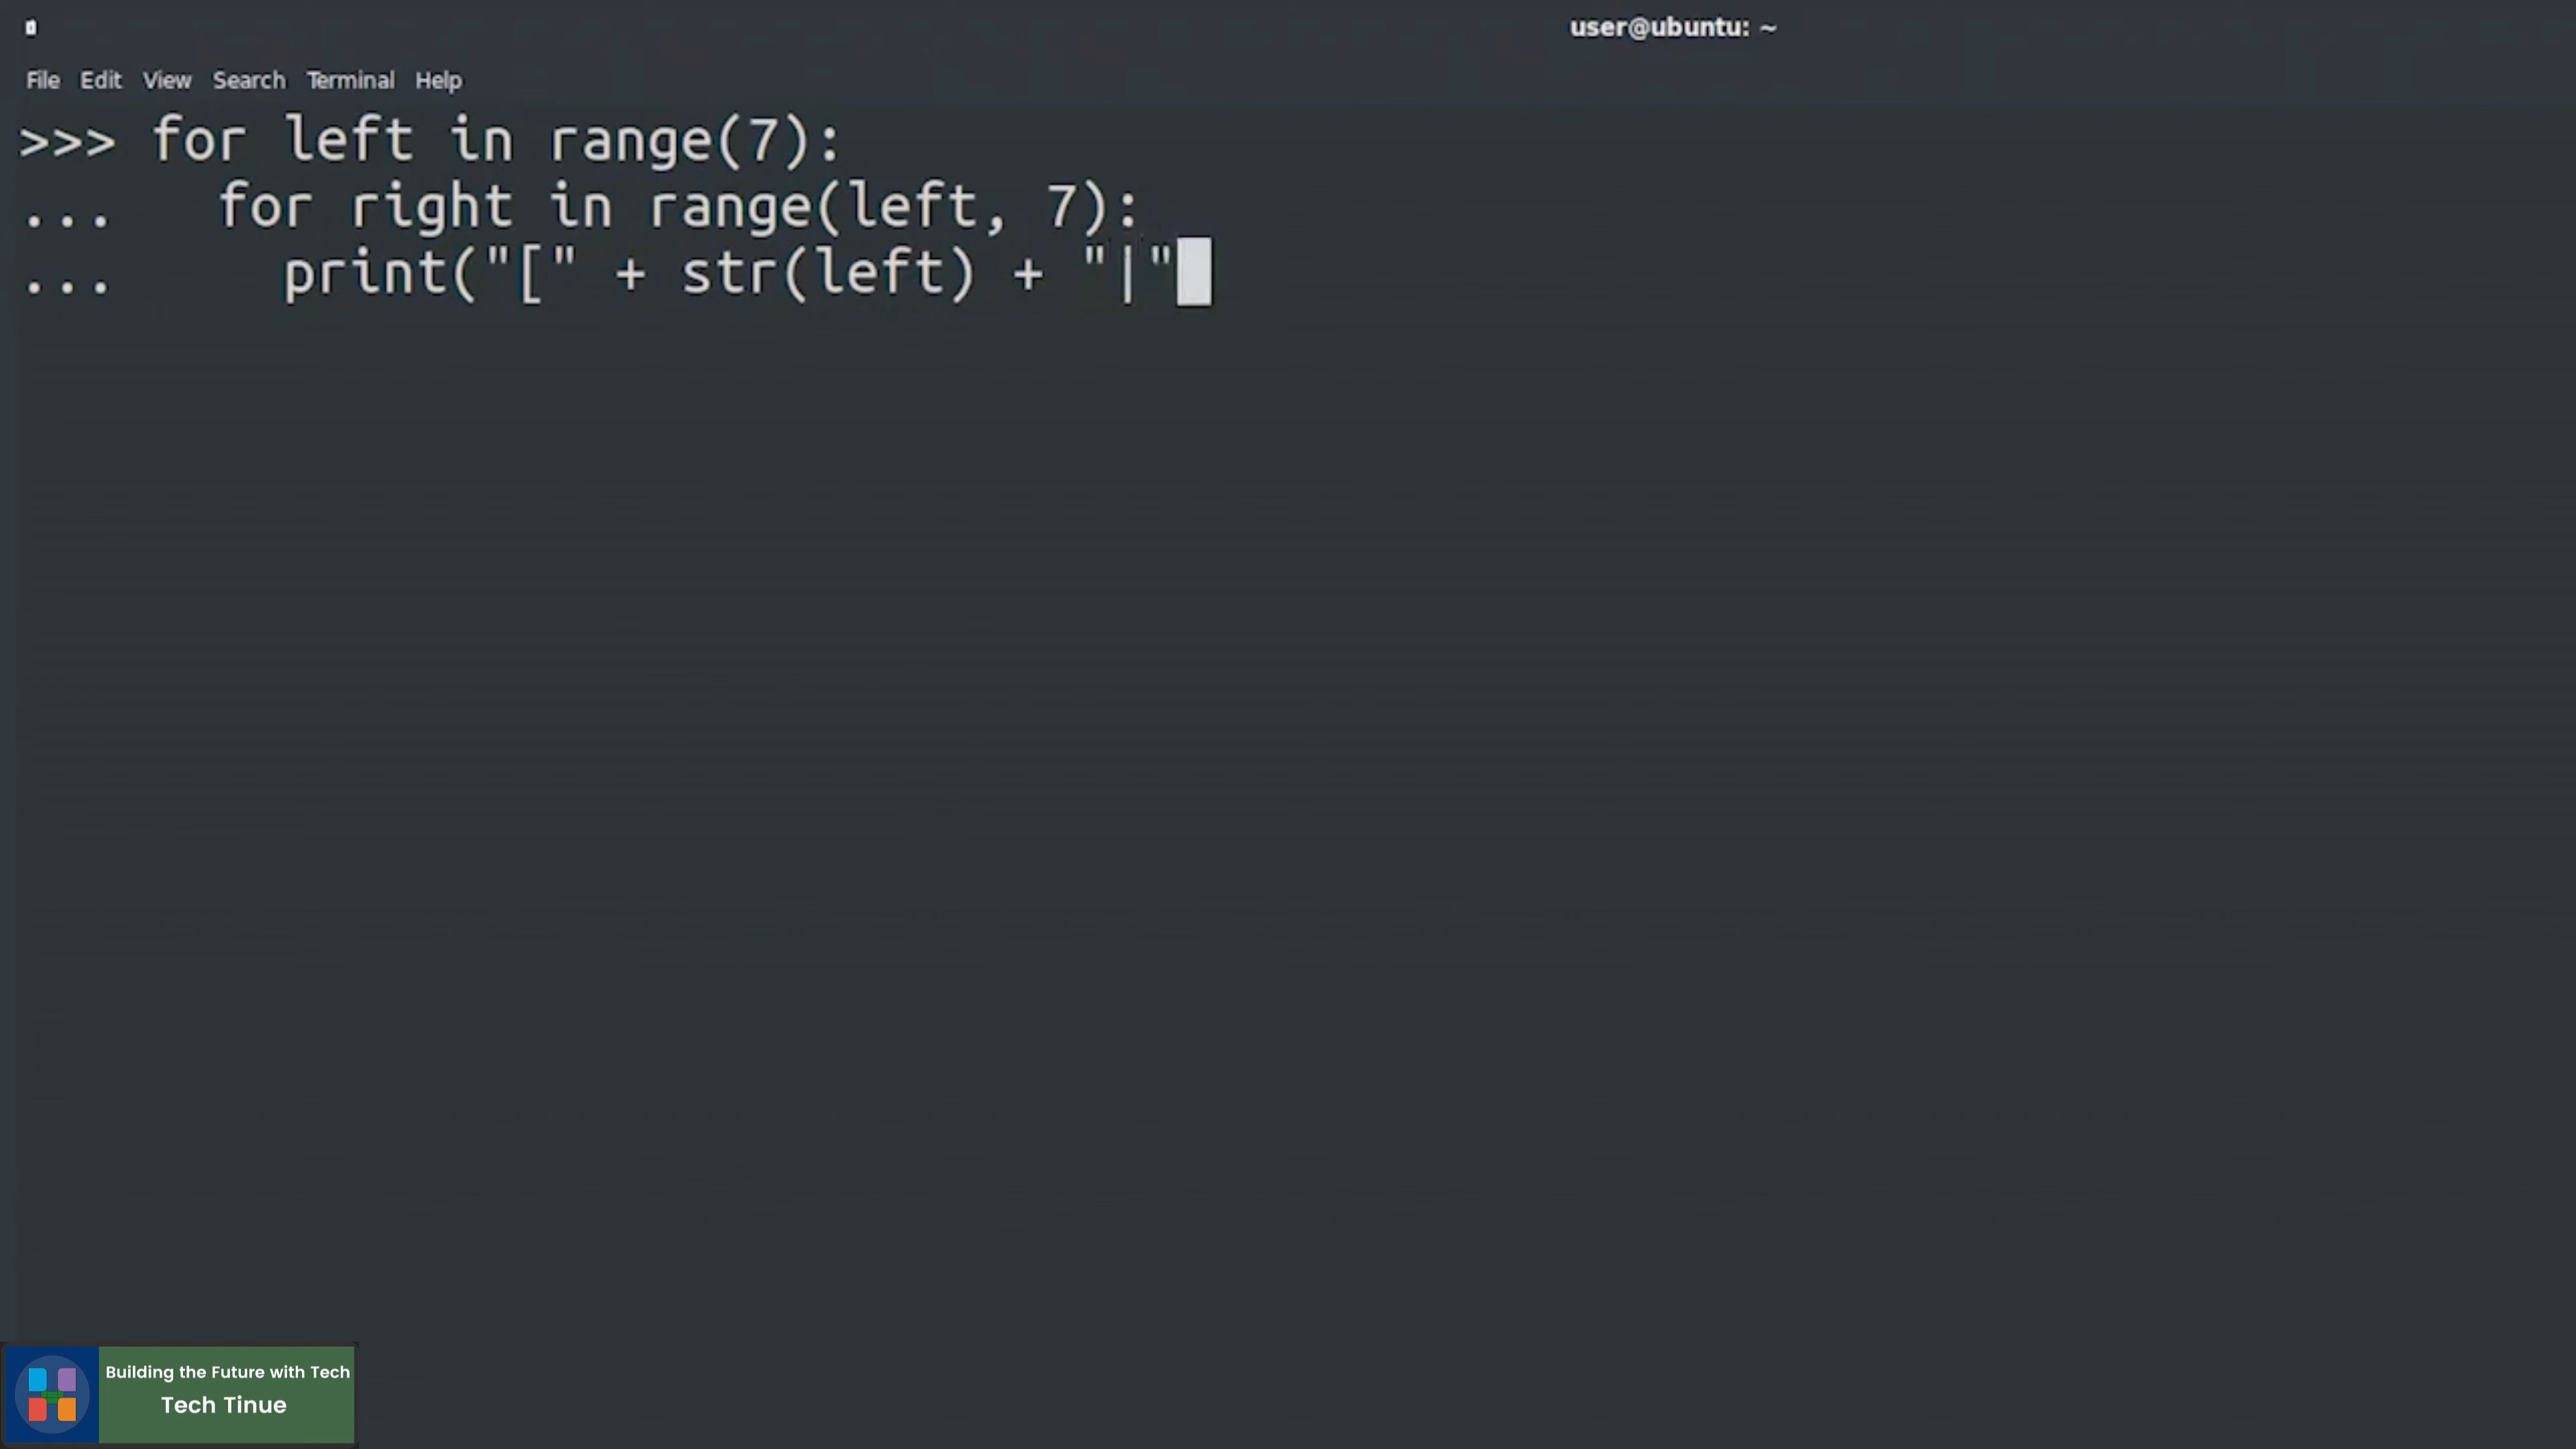 user@ubuntu: ~
File Edit View Search Terminal Help
>>> for left in range(7):
...   for right in range(left, 7):
...     print("[" + str(left) + "|"
Building the Future with Tech
Tech Tinue